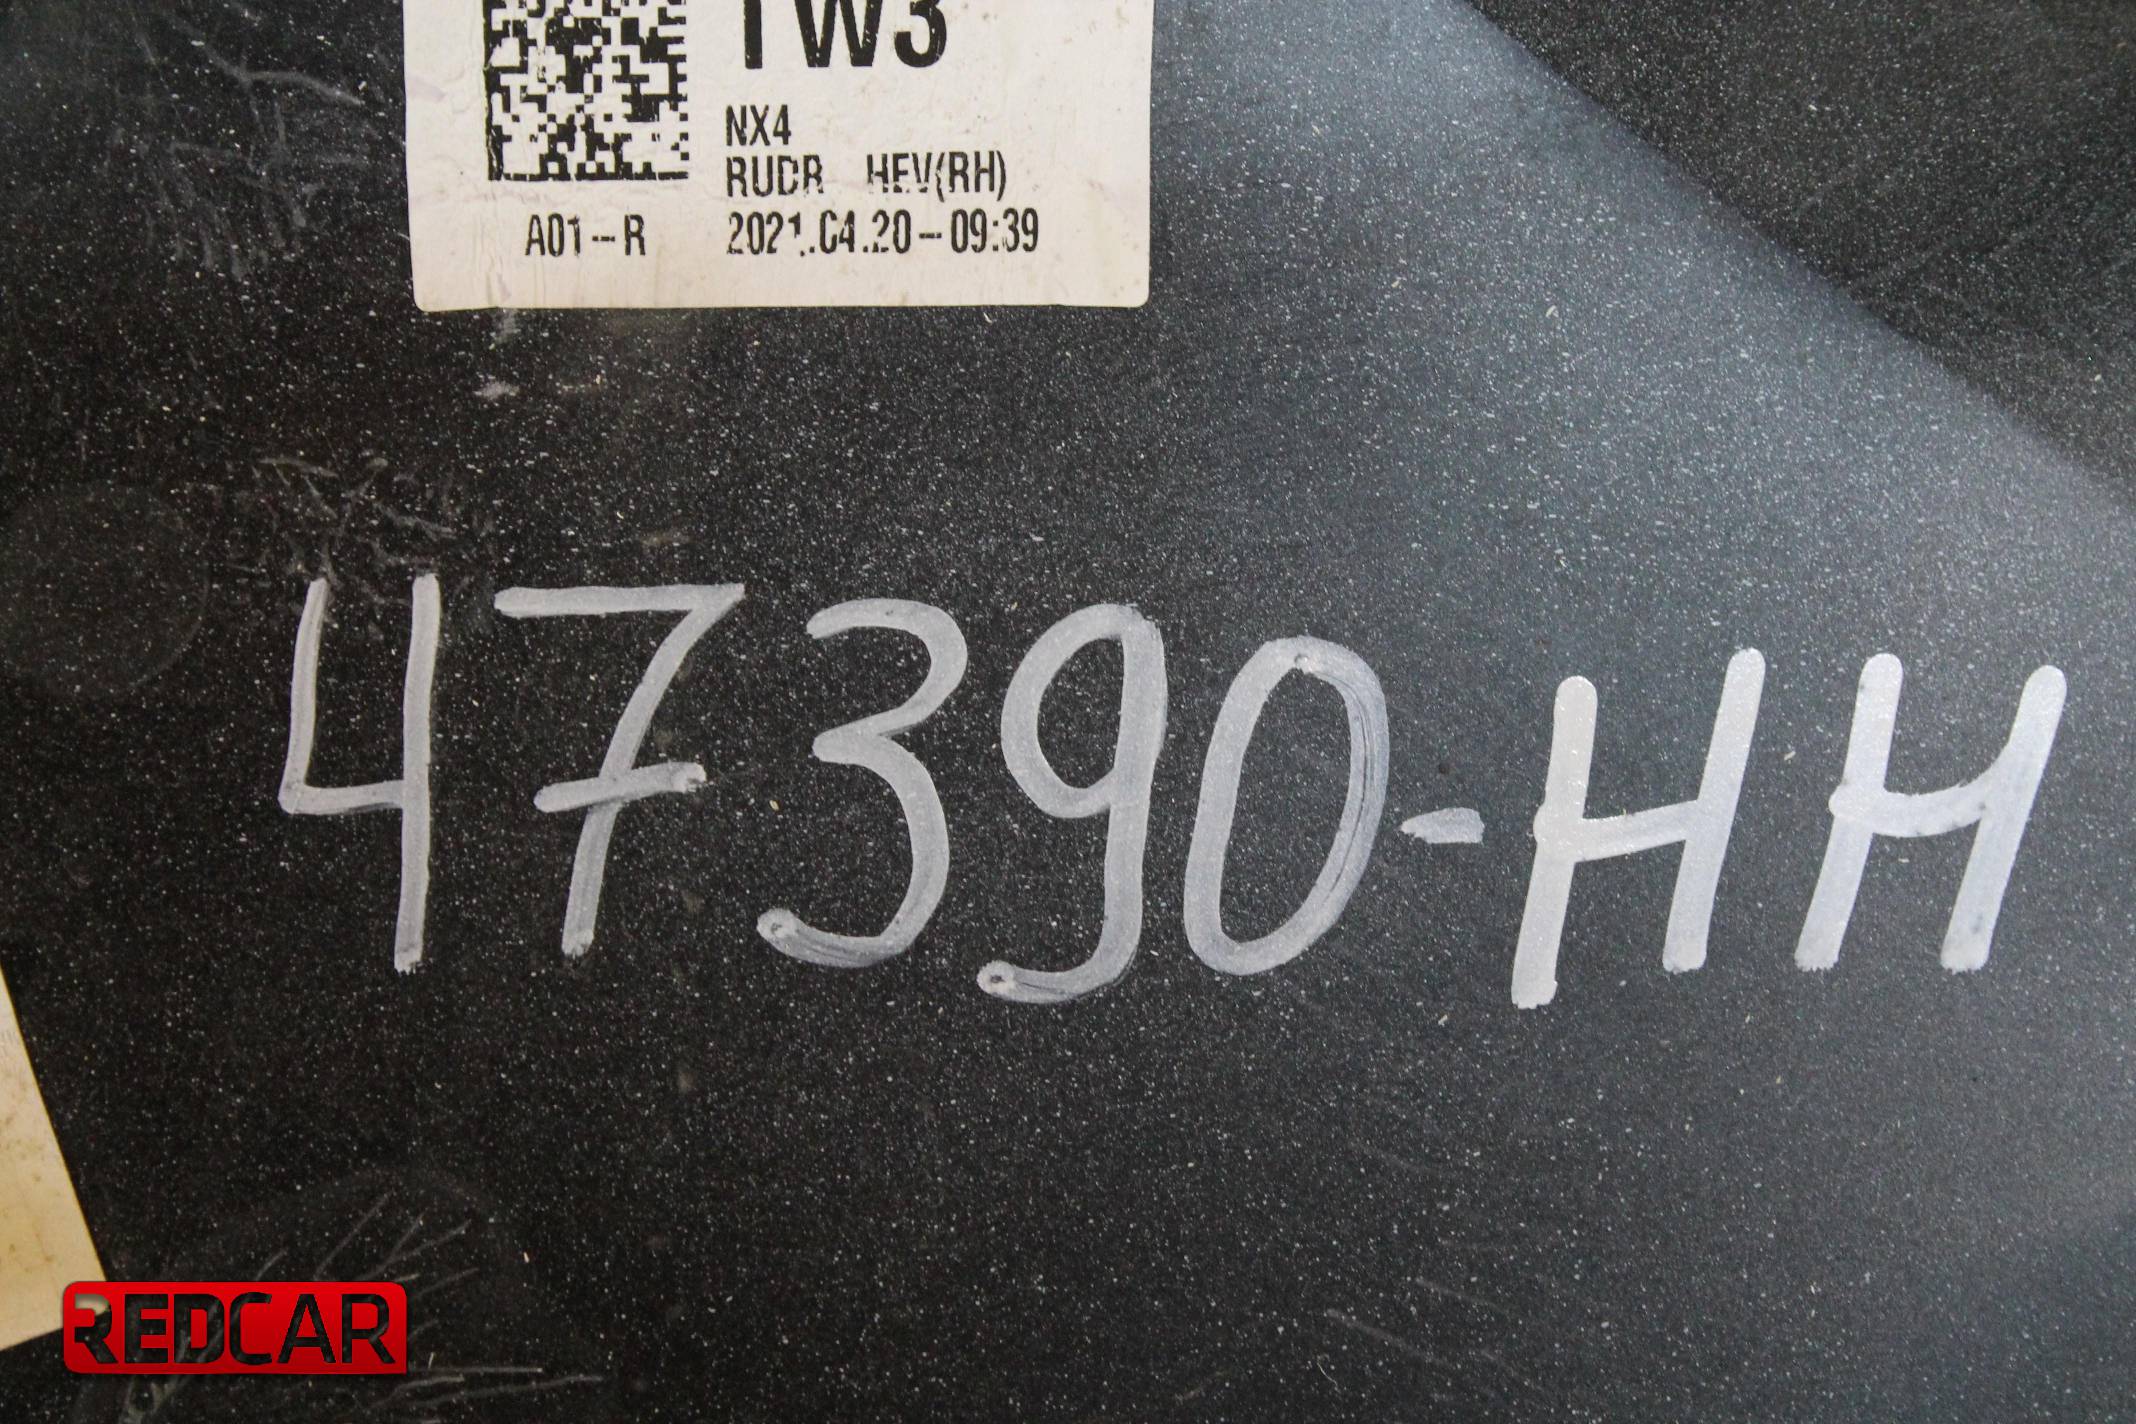 TW3
NX4
RUDR HEV(RH)
A01-R 2021.04.20-09:39
47390-HH
REDCAR